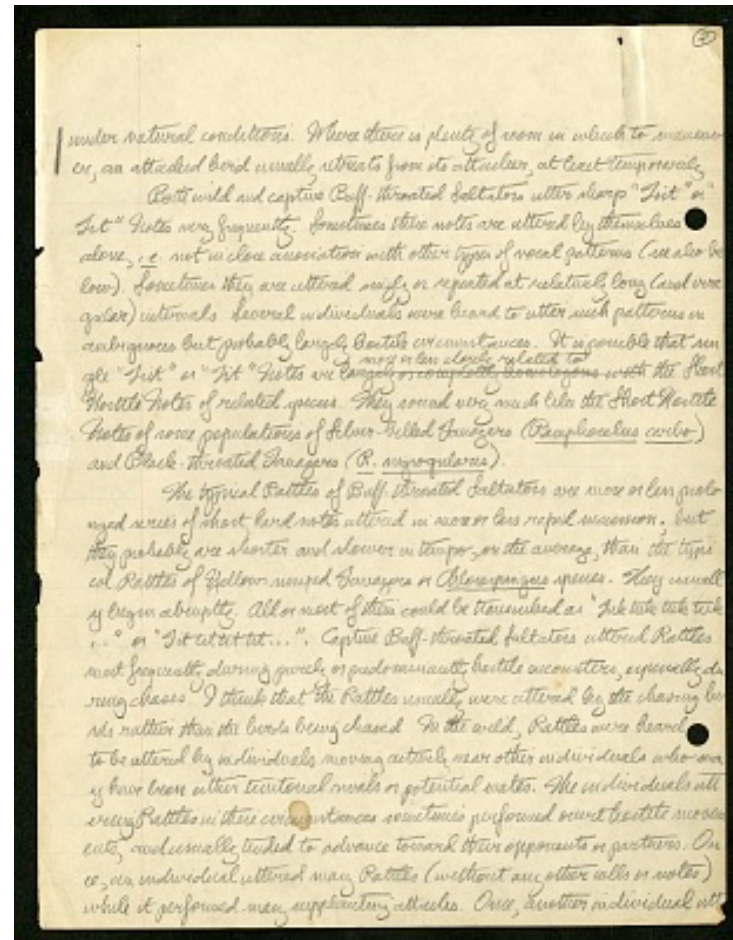 2
under natural conditions. Where there is plenty of room in which to maneuv
er, an attacked bird usually retreats from its attacker, at least temporarily.
Both wild and captive Buff-throated Saltators utter sharp "Tsit" or "
Tit" Notes very frequently. Sometimes these notes are uttered by themselves
alone, i.e. not in close association with other types of vocal patterns (see also be
low). Sometimes they are uttered singly or repeated at relatively long (and irre
gular) intervals. Several individuals were heard to utter such patterns in
ambiguous but probably largely hostile circumstances. It is possible that sin
more or less closely related to
gle "Tsit" or "Tit" Notes are largely or completely homologous with the Short
Hostile Notes of related species. They sound very much like the Short Hostile
Notes of some populations of Silver-billed Tanagers (Ramphocelus carbo)
and Black-throated Tanagers (R. nigrogularis).
The typical Rattles of Buff-throated Saltators are more or less prolo
nged series of short hard notes uttered in more or less rapid succession, but
they probably are shorter and slower in tempo, on the average, than the typi
cal Rattles of Yellow-rumped Tanagers or Chlorospingus species. They usuall
y begin abruptly. All or most of them could be transcribed as "Tuk tuk tuk tuk
..." or "Tit tit tit tit...". Captive Buff-throated Saltators uttered Rattles
most frequently during purely or predominantly hostile encounters, especially du
ring chases. I think that the Rattles usually were uttered by the chasing bi
rds rather than the birds being chased. In the wild, Rattles were heard
to be uttered by individuals moving actively near other individuals who ma
y have been either territorial rivals or potential mates. The individuals utt
ering Rattles in these circumstances sometimes performed overt hostile movem
ents, and usually tended to advance toward their opponents or partners. On
ce, an individual uttered many Rattles (without any other calls or notes)
while it performed many supplanting attacks. Once, another individual utt